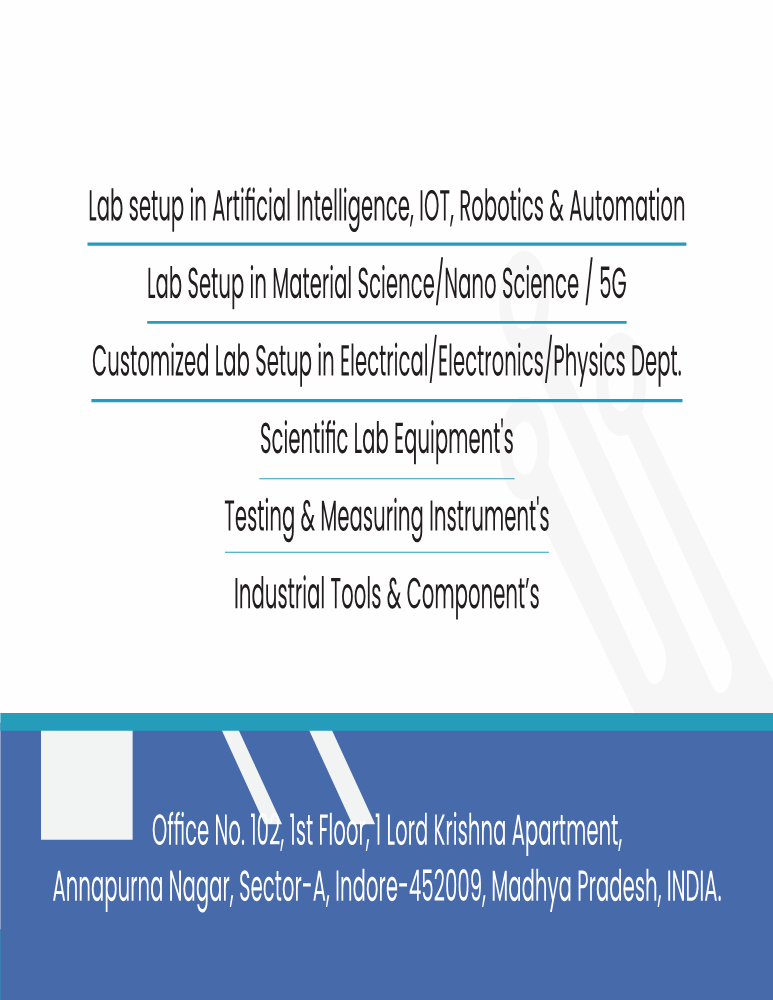 Lab setup in Artificial Intelligence, IOT, Robotics & Automation
Lab Setup in Material Science/Nano Science / 5G
Customized Lab Setup in Electrical/Electronics/Physics Dept.
Scientific Lab Equipment's
Testing & Measuring Instrument's
Industrial Tools & Component’s
Office No. 102, 1st Floor, 1 Lord Krishna Apartment,
Annapurna Nagar, Sector-A, Indore-452009, Madhya Pradesh, INDIA.